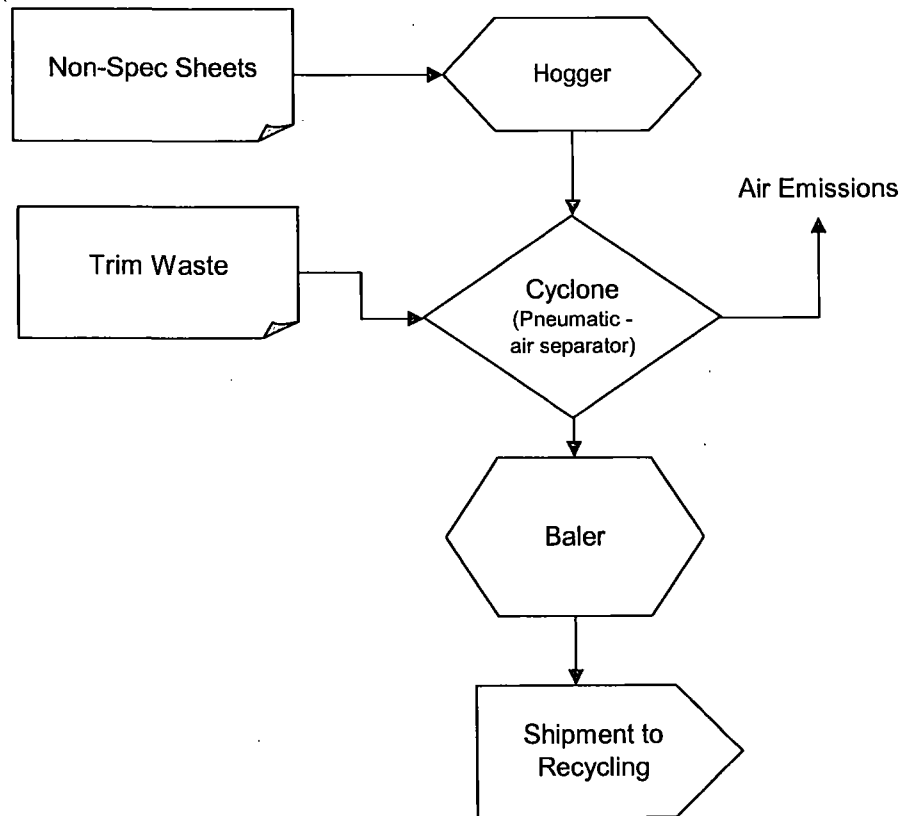 Non-Spec Sheets
Hogger
Air Emissions
Trim Waste
Cyclone
(Pneumatic -
air separator)
Baler
Shipment to
Recycling